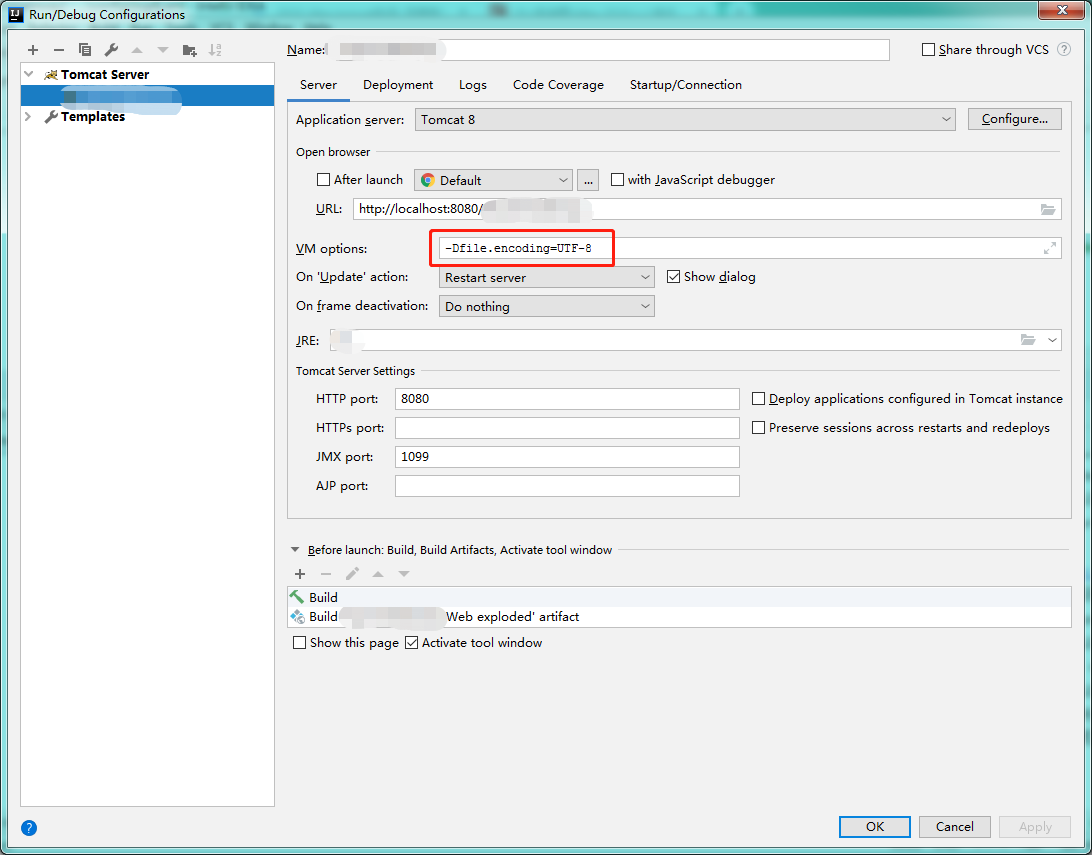 Run/Debug Configurations
Name:
Share through VCS
Tomcat Server
Templates
Server Deployment Logs Code Coverage Startup/Connection
Application server: Tomcat 8 Configure...
Open browser
After launch Default ... with JavaScript debugger
URL: http://localhost:8080/
VM options: -Dfile.encoding=UTF-8
On 'Update' action: Restart server Show dialog
On frame deactivation: Do nothing
JRE:
Tomcat Server Settings
HTTP port: 8080 Deploy applications configured in Tomcat instance
HTTPs port: Preserve sessions across restarts and redeploys
JMX port: 1099
AJP port:
Before launch: Build, Build Artifacts, Activate tool window
Build
Build Web exploded' artifact
Show this page Activate tool window
OK Cancel Apply